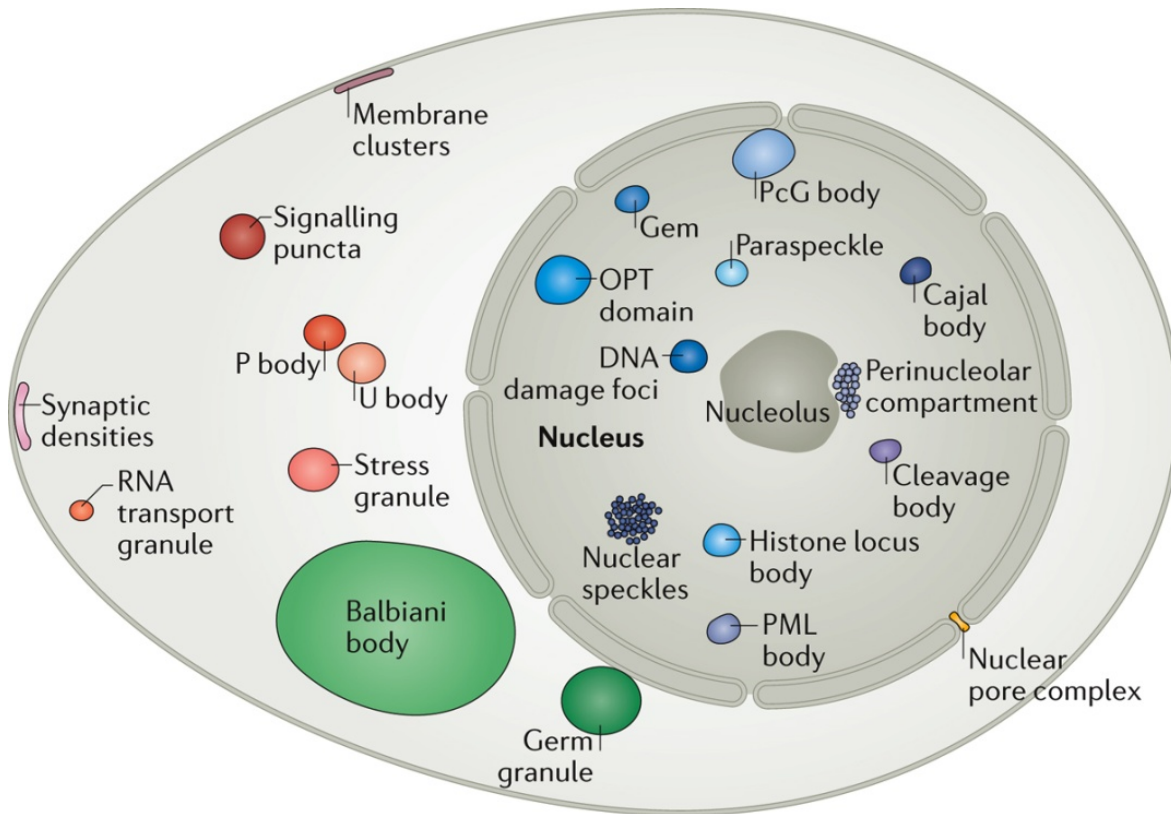 Membrane
clusters
Signalling
puncta
P body
U body
Synaptic
densities
RNA
transport
granule
Stress
granule
Balbiani
body
Germ
granule
PcG body
Gem
Paraspeckle
OPT
domain
Cajal
body
DNA
damage foci
Nucleolus
Perinucleolar
compartment
Nucleus
Cleavage
body
Nuclear
speckles
Histone locus
body
PML
body
Nuclear
pore complex